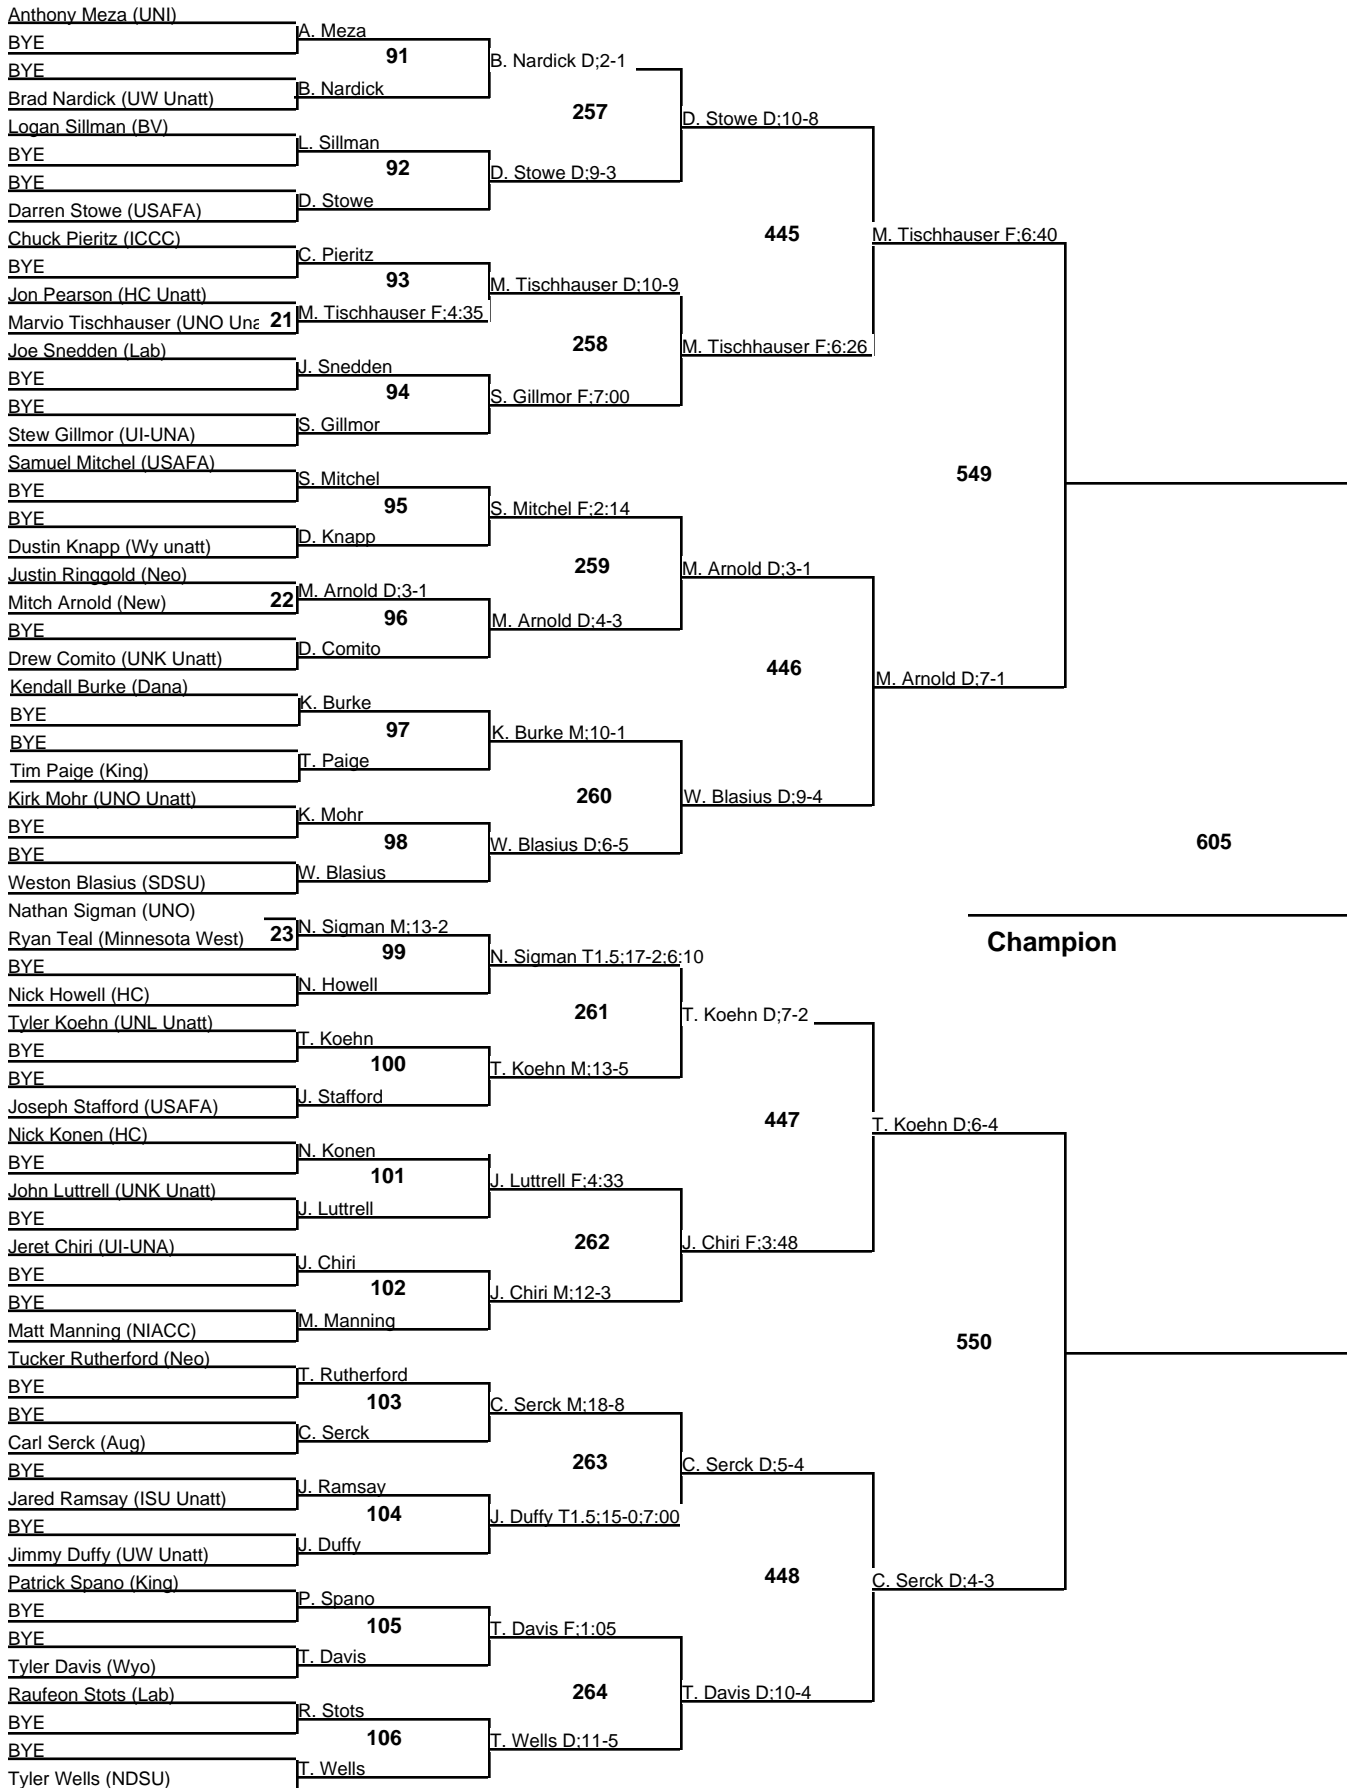 Anthony Meza (UNI)
BYE
BYE
Brad Nardick (UW Unatt)
Logan Sillman (BV)
BYE
BYE
Darren Stowe (USAFA)
Chuck Pieritz (ICCC)
BYE
Jon Pearson (HC Unatt)
Marvio Tischhauser (UNO Una
Joe Snedden (Lab)
BYE
BYE
Stew Gillmor (UI-UNA)
Samuel Mitchel (USAFA)
BYE
BYE
Dustin Knapp (Wy unatt)
Justin Ringgold (Neo)
Mitch Arnold (New)
BYE
Drew Comito (UNK Unatt)
Kendall Burke (Dana)
BYE
BYE
Tim Paige (King)
Kirk Mohr (UNO Unatt)
BYE
BYE
Weston Blasius (SDSU)
Nathan Sigman (UNO)
Ryan Teal (Minnesota West)
BYE
Nick Howell (HC)
Tyler Koehn (UNL Unatt)
BYE
BYE
Joseph Stafford (USAFA)
Nick Konen (HC)
BYE
John Luttrell (UNK Unatt)
BYE
Jeret Chiri (UI-UNA)
BYE
BYE
Matt Manning (NIACC)
Tucker Rutherford (Neo)
BYE
BYE
Carl Serck (Aug)
BYE
Jared Ramsay (ISU Unatt)
BYE
Jimmy Duffy (UW Unatt)
Patrick Spano (King)
BYE
BYE
Tyler Davis (Wyo)
Raufeon Stots (Lab)
BYE
BYE
Tyler Wells (NDSU)
21
22
23
A. Meza
91
B. Nardick
L. Sillman
92
D. Stowe
C. Pieritz
93
M. Tischhauser F;4:35
J. Snedden
94
S. Gillmor
S. Mitchel
95
D. Knapp
M. Arnold D;3-1
96
D. Comito
K. Burke
97
T. Paige
K. Mohr
98
W. Blasius
N. Sigman M;13-2
99
N. Howell
T. Koehn
100
J. Stafford
N. Konen
101
J. Luttrell
J. Chiri
102
M. Manning
T. Rutherford
103
C. Serck
J. Ramsay
104
J. Duffy
P. Spano
105
T. Davis
R. Stots
106
T. Wells
B. Nardick D;2-1
257
D. Stowe D;9-3
M. Tischhauser D;10-9
258
S. Gillmor F;7:00
S. Mitchel F;2:14
259
M. Arnold D;4-3
K. Burke M;10-1
260
W. Blasius D;6-5
N. Sigman T1.5;17-2;6:10
261
T. Koehn M;13-5
J. Luttrell F;4:33
262
J. Chiri M;12-3
C. Serck M;18-8
263
J. Duffy T1.5;15-0;7:00
T. Davis F;1:05
264
T. Wells D;11-5
D. Stowe D;10-8
445
M. Tischhauser F;6:26
M. Arnold D;3-1
446
W. Blasius D;9-4
T. Koehn D;7-2
447
J. Chiri F;3:48
C. Serck D;5-4
448
T. Davis D;10-4
M. Tischhauser F;6:40
549
M. Arnold D;7-1
T. Koehn D;6-4
550
C. Serck D;4-3
605
Champion